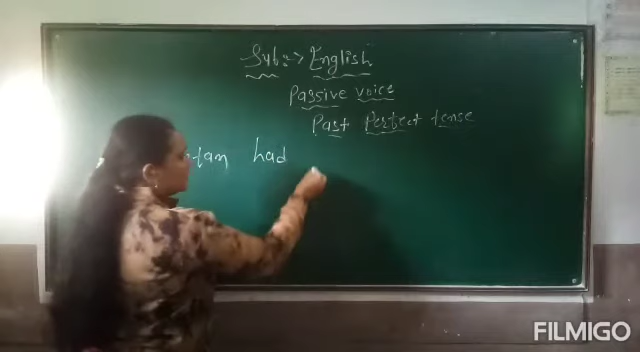 Sub:-> English
Passive voice
Past Perfect tense
had
FILMIGO